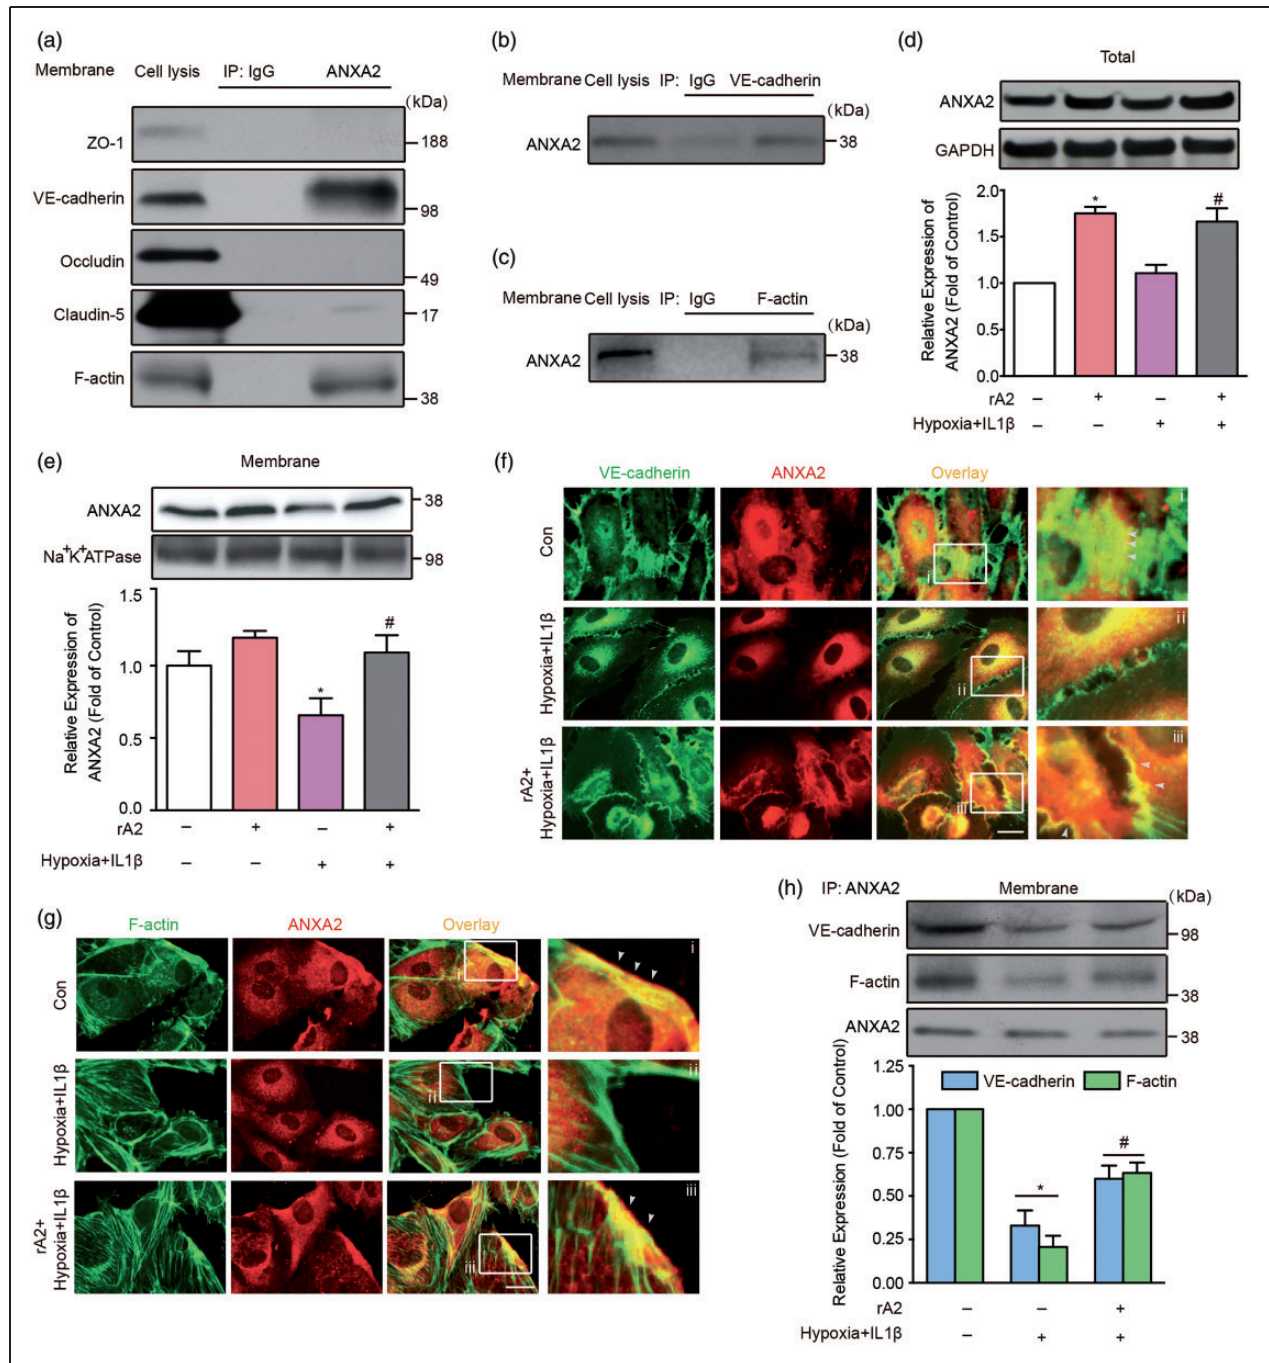 (a)
Membrane Cell lysis IP: IgG ANXA2
(kDa)
ZO-1 188
VE-cadherin 98
Occludin 49
Claudin-5 17
F-actin 38
(b)
Membrane Cell lysis IP: IgG VE-cadherin
(kDa)
ANXA2 38
(c)
Membrane Cell lysis IP: IgG F-actin
(kDa)
ANXA2 38
(d)
Total
ANXA2
GAPDH
Relative Expression of
ANXA2 (Fold of Control)
2.0
1.5
1.0
0.5
0.0
* #
rA2 – + – +
Hypoxia+IL1β – – + +
(e)
Membrane
ANXA2 38
Na+K+ATPase 98
Relative Expression of
ANXA2 (Fold of Control)
1.5
1.0
0.5
0.0
* #
rA2 – + – +
Hypoxia+IL1β – – + +
(f)
VE-cadherin ANXA2 Overlay
Con i i
Hypoxia+IL1β ii ii
rA2+
Hypoxia+IL1β iii iii
(g)
F-actin ANXA2 Overlay
Con i i
Hypoxia+IL1β ii ii
rA2+
Hypoxia+IL1β iii iii
(h)
IP: ANXA2 Membrane
(kDa)
VE-cadherin 98
F-actin 38
ANXA2 38
Relative Expression (Fold of Control)
1.25
1.00
0.75
0.50
0.25
0.00
VE-cadherin F-actin
* #
rA2 – – +
Hypoxia+IL1β – + +